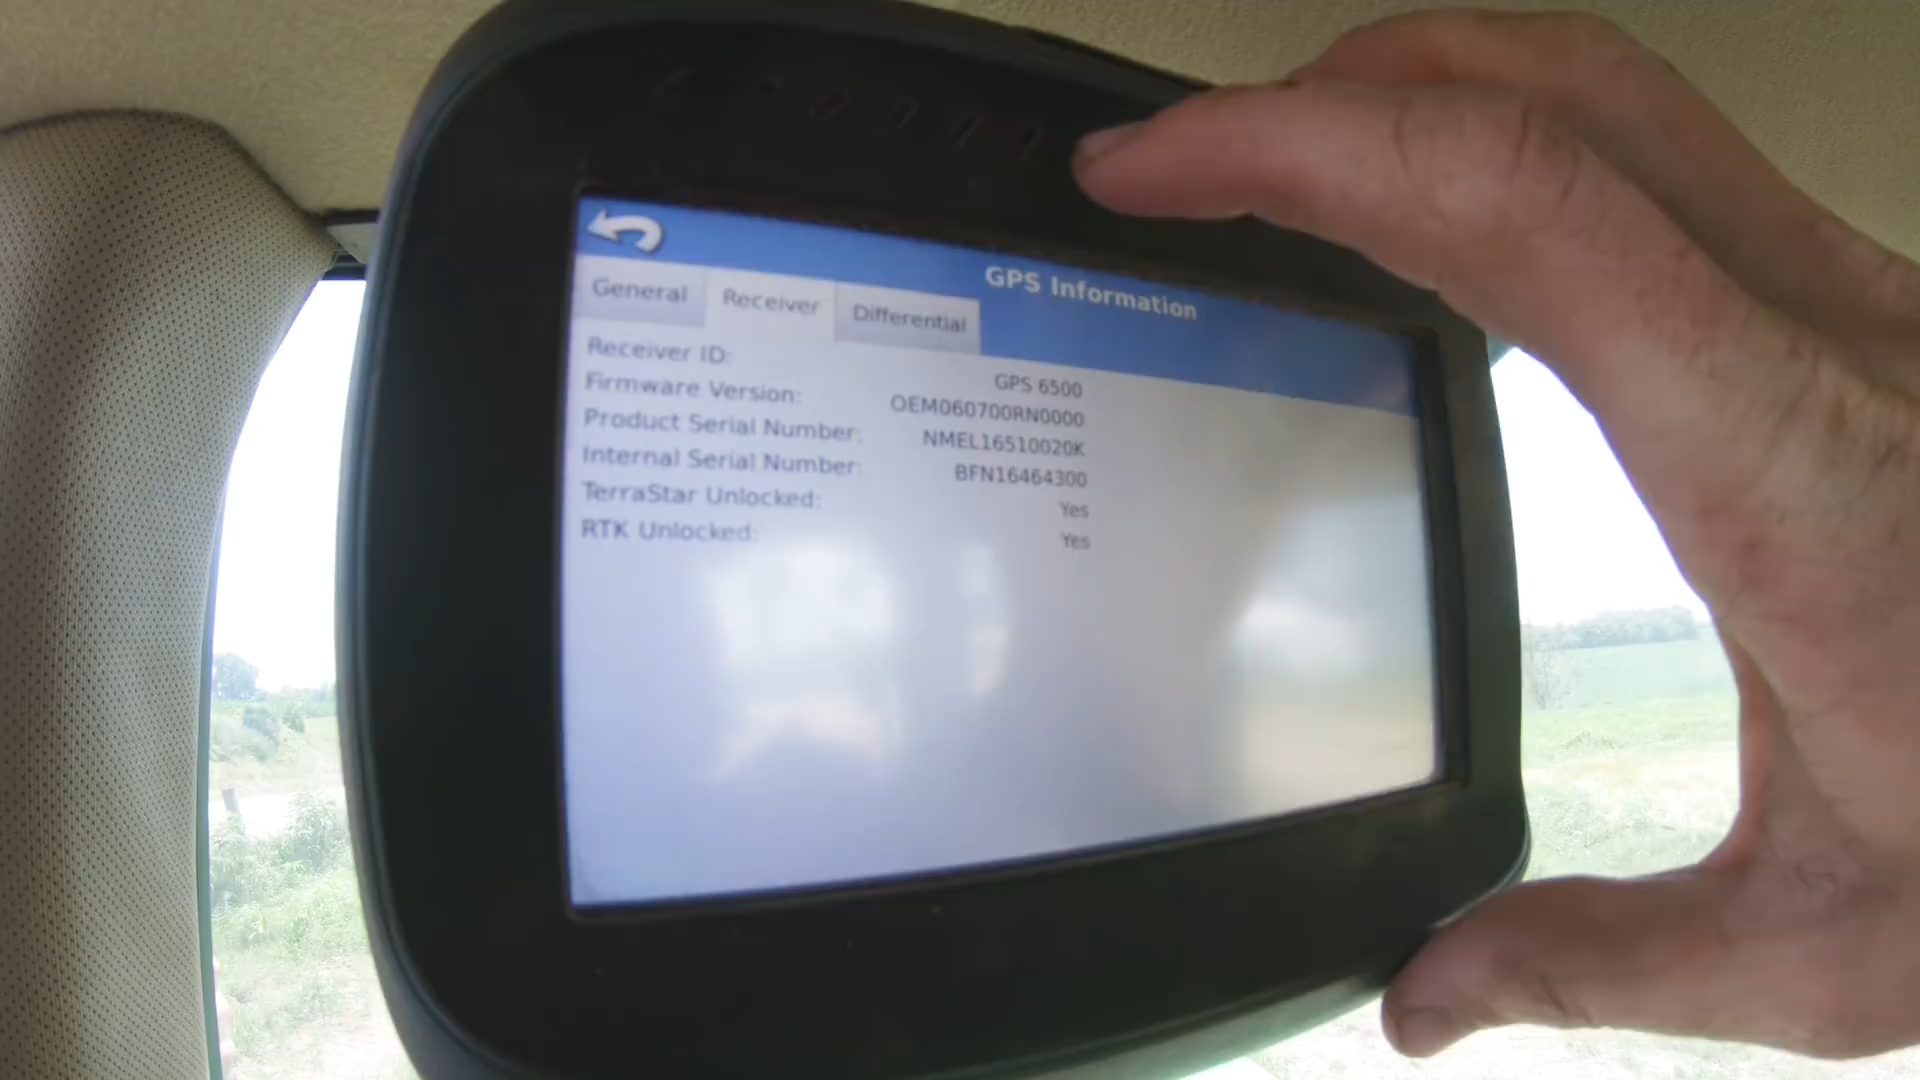 GPS Information
General Receiver Differential
Receiver ID: GPS 6500
Firmware Version: OEM060700RN0000
Product Serial Number: NMEL16510020K
Internal Serial Number: BFN16464300
TerraStar Unlocked: Yes
RTK Unlocked: Yes